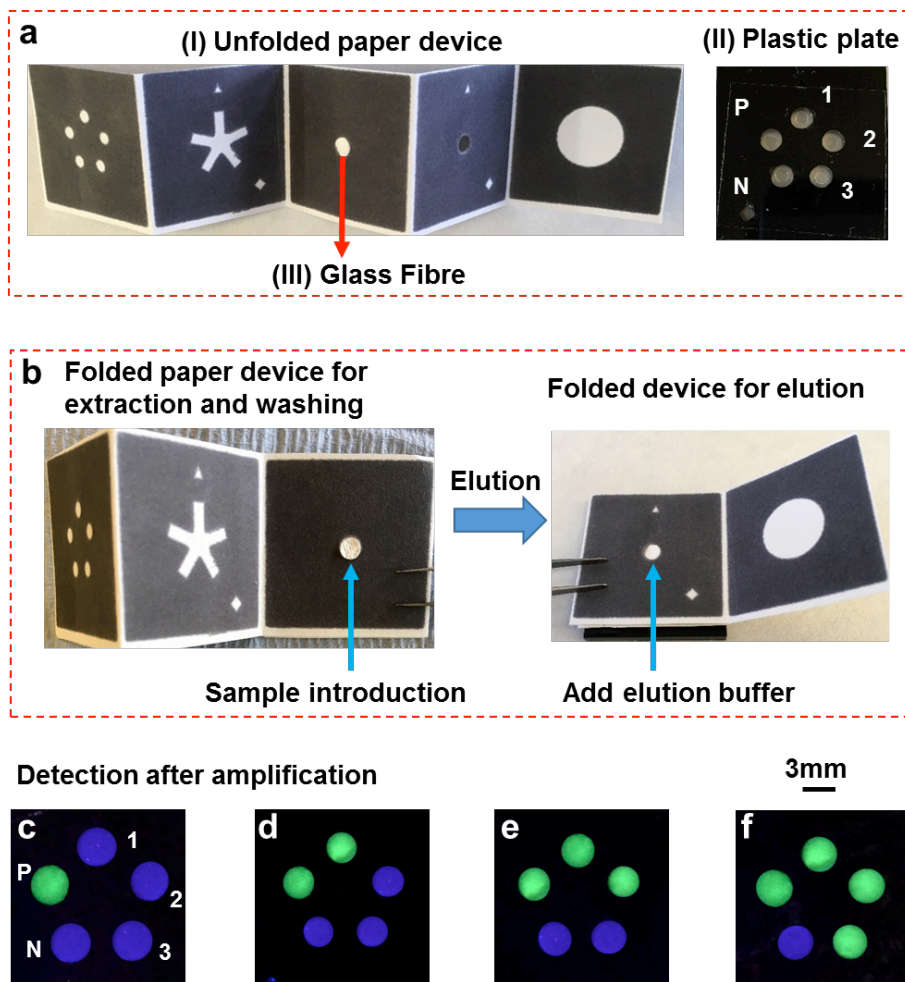 a
(I) Unfolded paper device
(II) Plastic plate
P
1
2
N
3
(III) Glass Fibre
b
Folded paper device for
extraction and washing
Folded device for elution
Elution
Sample introduction
Add elution buffer
Detection after amplification
3mm
c
1
P
2
N
3
d
e
f